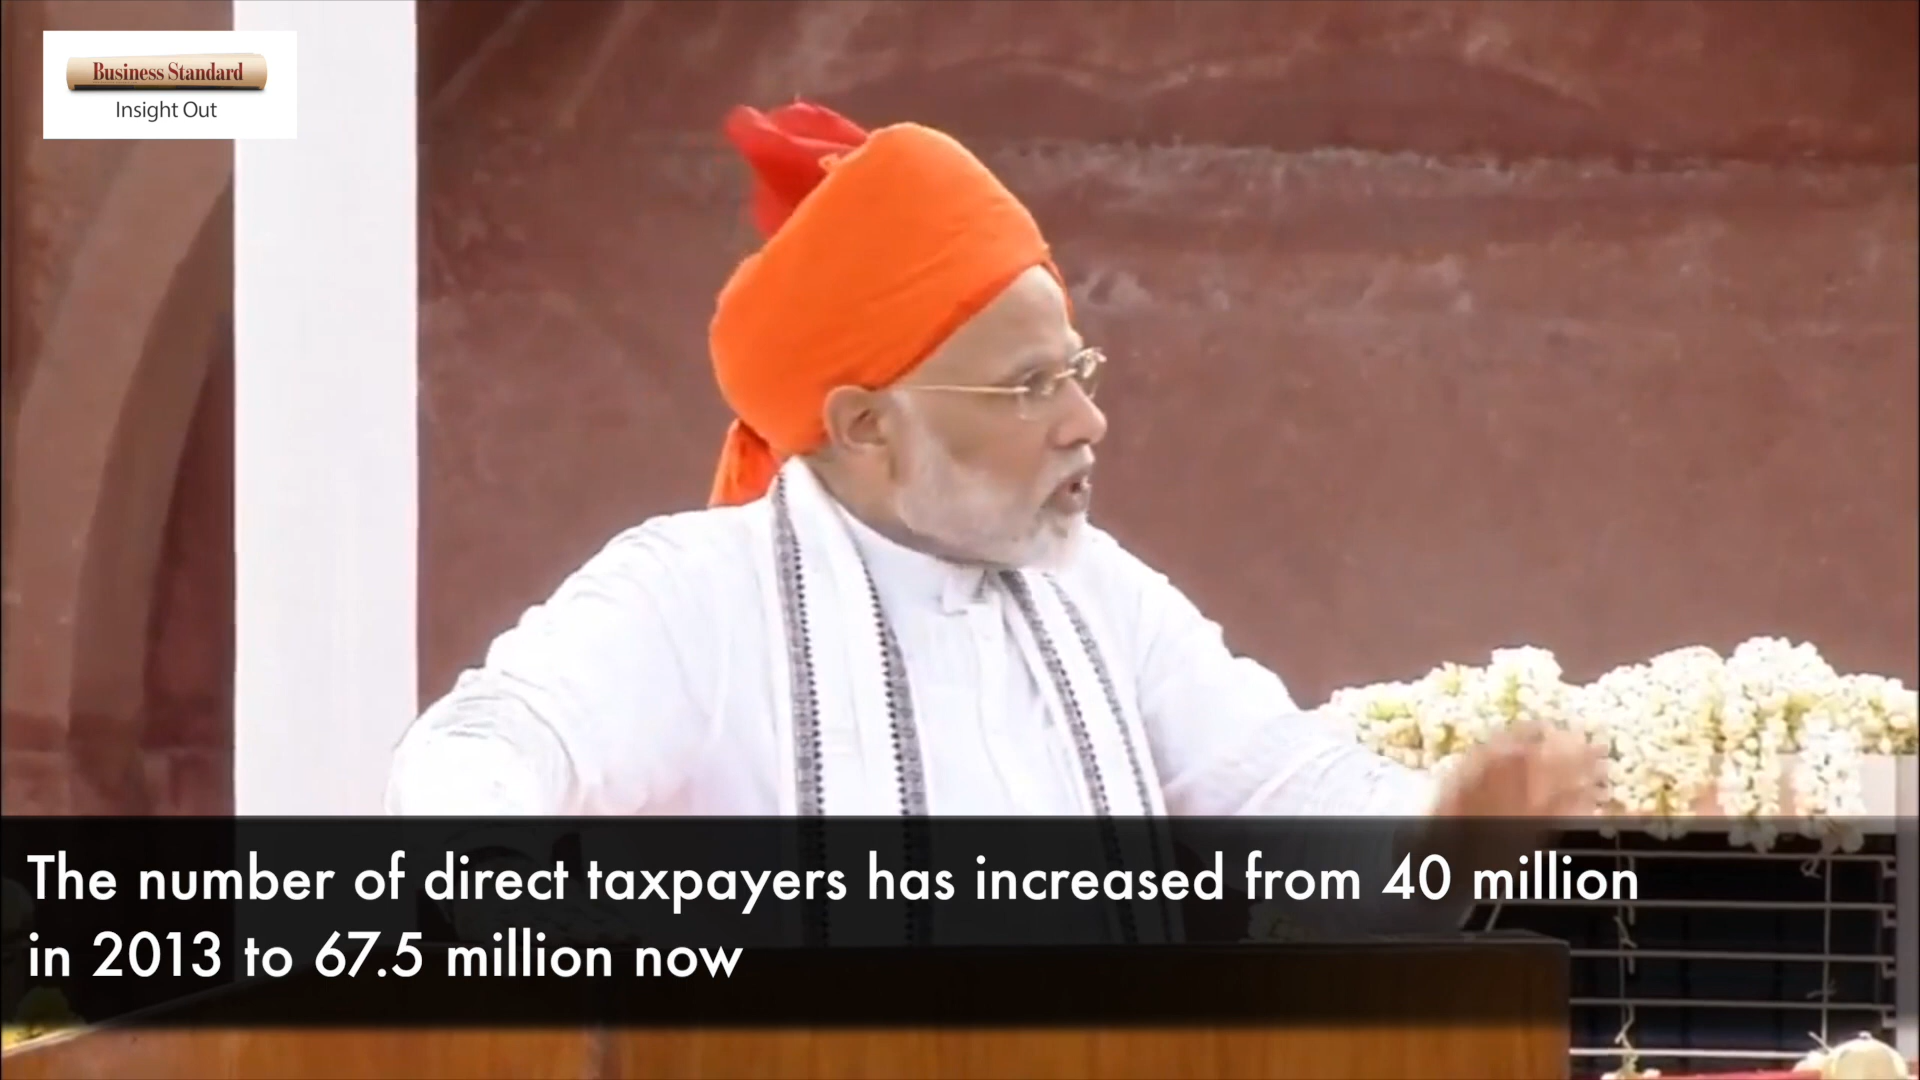 Business Standard
Insight Out
The number of direct taxpayers has increased from 40 million
in 2013 to 67.5 million now